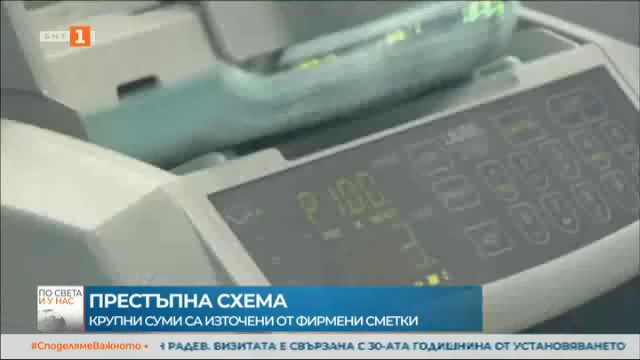 БНТ 1
P 100
ПО СВЕТА
И У НАС
ПРЕСТЪПНА СХЕМА
КРУПНИ СУМИ СА ИЗТОЧЕНИ ОТ ФИРМЕНИ СМЕТКИ
#СподелямеВажното
Н РАДЕВ. ВИЗИТАТА Е СВЪРЗАНА С 30-АТА ГОДИШНИНА ОТ УСТАНОВЯВАНЕТО